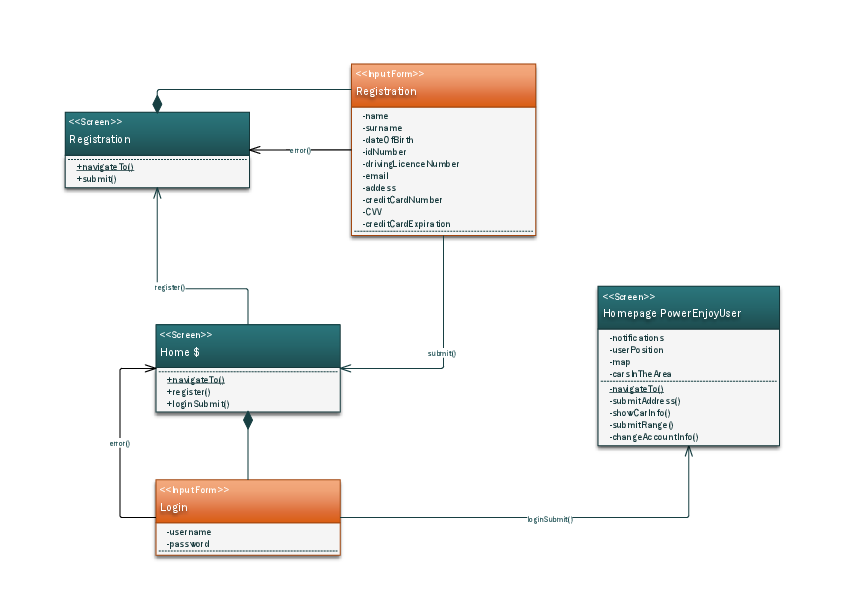 <<InputForm>>
Registration
-name
-surname
-dateOfBirth
-idNumber
-drivingLicenceNumber
-email
-addess
-creditCardNumber
-CVV
-creditCardExpiration
<<Screen>>
Registration
+navigateTo()
+submit()
error()
register()
submit()
<<Screen>>
Home $
+navigateTo()
+register()
+loginSubmit()
error()
<<InputForm>>
Login
-username
-password
loginSubmit()
<<Screen>>
Homepage PowerEnjoyUser
-notifications
-userPosition
-map
-carsInTheArea
-navigateTo()
-submitAddress()
-showCarInfo()
-submitRange()
-changeAccountInfo()